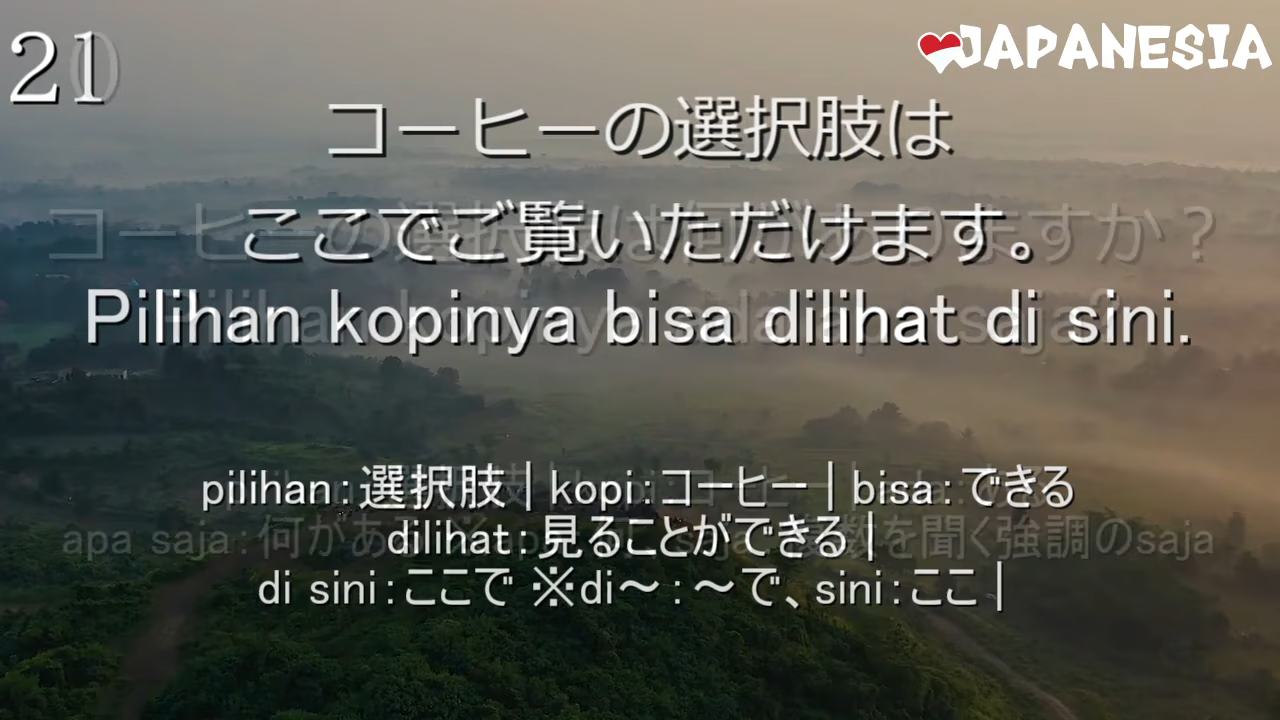 21
JAPANESIA
コーヒーの選択肢は
ここでご覧いただけます。
Pilihan kopinya bisa dilihat di sini.
pilihan：選択肢｜kopi：コーヒー｜bisa：できる
dilihat：見ることができる｜
di sini：ここで ※di～：～で、sini：ここ｜